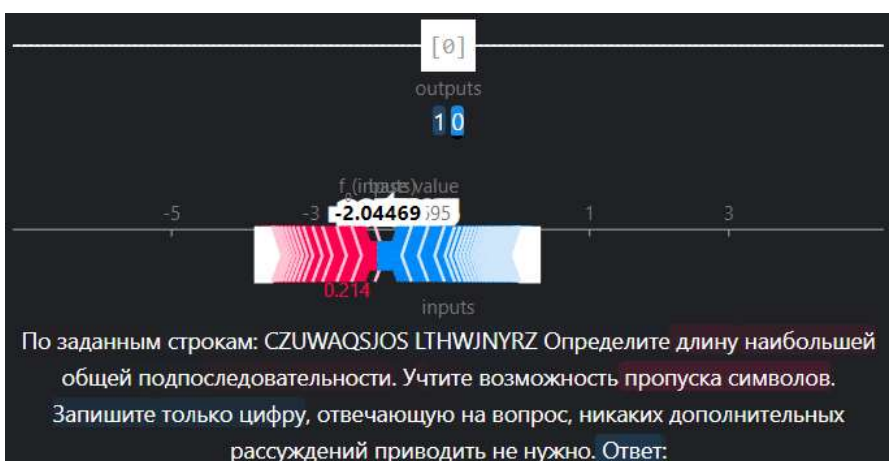 [0]
outputs
1 0
-5 -3 -2.04469 1 3
0.214
inputs
По заданным строкам: CZUWAQSJOS LTHWJNYRZ Определите длину наибольшей
общей подпоследовательности. Учтите возможность пропуска символов.
Запишите только цифру, отвечающую на вопрос, никаких дополнительных
рассуждений приводить не нужно. Ответ: